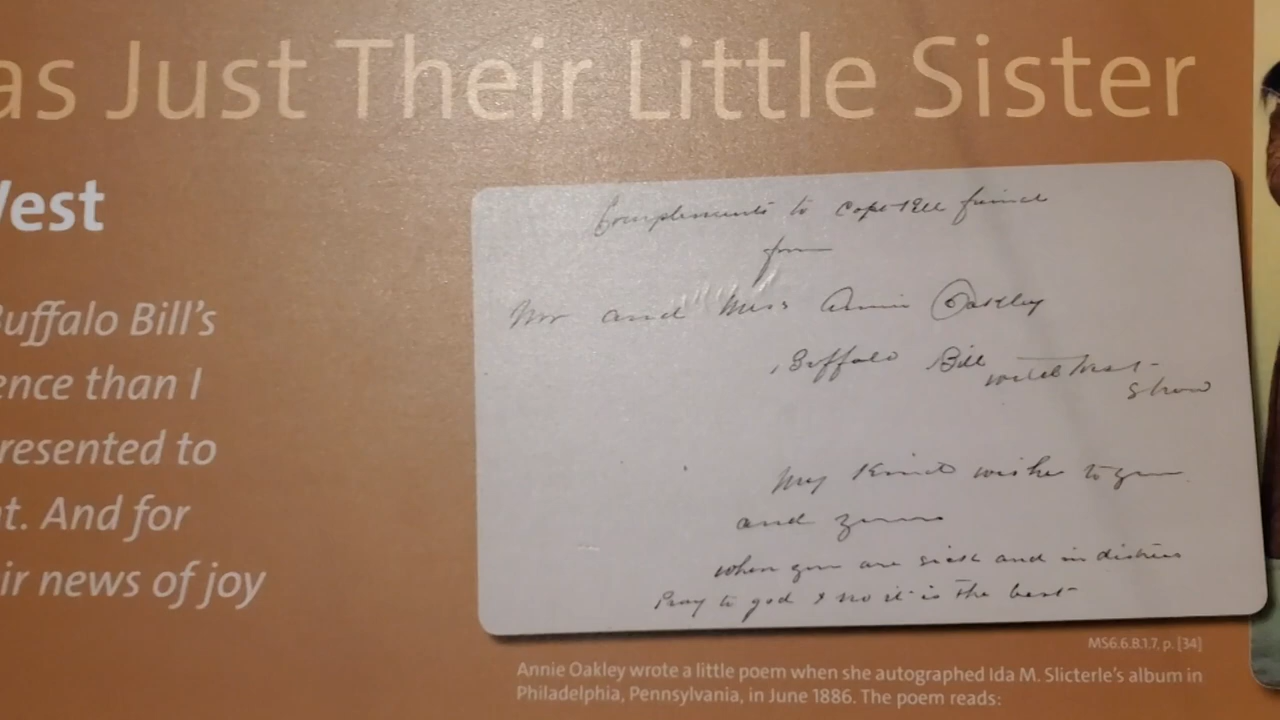 as Just Their Little Sister
West
Buffalo Bill's
ence than I
resented to
t. And for
ir news of joy
Complements to Capt friend
from
Mr and Miss Annie Oakley
Buffalo Bill wild West
Show
My Kind wishe to you
and yours
when you are sick and in distress
Pray to god I no it is the best
MS6.6.B.1.7, p. [34]
Annie Oakley wrote a little poem when she autographed Ida M. Slicterle's album in
Philadelphia, Pennsylvania, in June 1886. The poem reads: